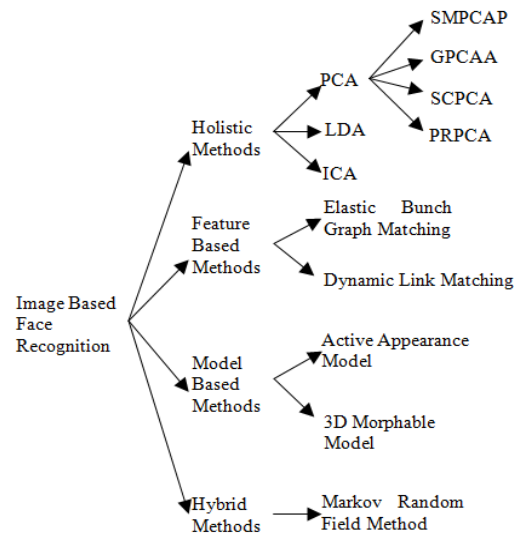 SMPCAP
GPCAA
PCA
SCPCA
PRPCA
Holistic
Methods
LDA
ICA
Feature
Based
Methods
Elastic Bunch
Graph Matching
Dynamic Link Matching
Image Based
Face
Recognition
Model
Based
Methods
Active Appearance
Model
3D Morphable
Model
Hybrid
Methods
Markov Random
Field Method